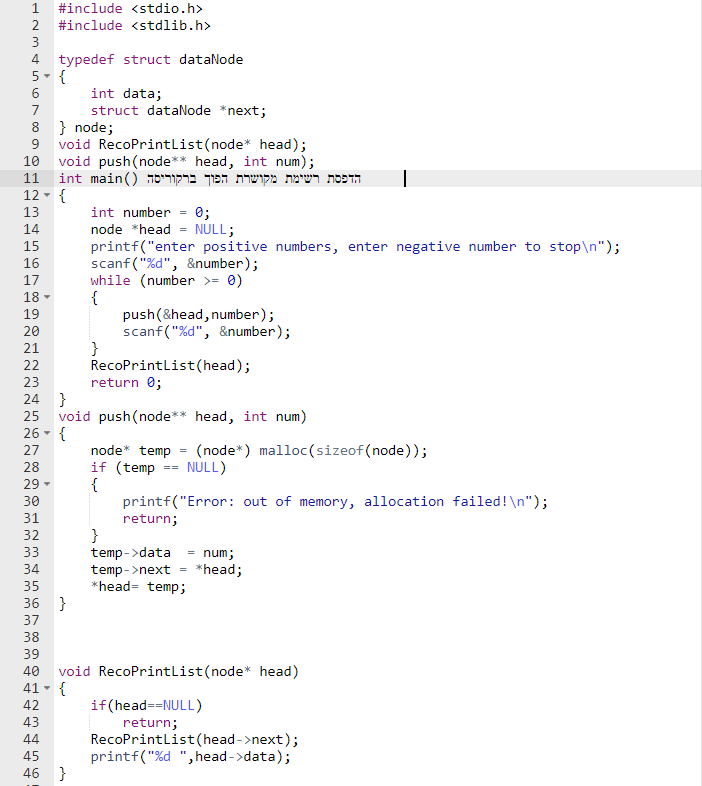 1 #include <stdio.h>
2 #include <stdlib.h>
3
4 typedef struct dataNode
5 {
6     int data;
7     struct dataNode *next;
8 } node;
9 void RecoPrintList(node* head);
10 void push(node** head, int num);
11 int main() הדפסת רשימת מקושרת הפוך ברקוריסה
12 {
13     int number = 0;
14     node *head = NULL;
15     printf("enter positive numbers, enter negative number to stop\n");
16     scanf("%d", &number);
17     while (number >= 0)
18     {
19         push(&head,number);
20         scanf("%d", &number);
21     }
22     RecoPrintList(head);
23     return 0;
24 }
25 void push(node** head, int num)
26 {
27     node* temp = (node*) malloc(sizeof(node));
28     if (temp == NULL)
29     {
30         printf("Error: out of memory, allocation failed!\n");
31         return;
32     }
33     temp->data  = num;
34     temp->next = *head;
35     *head= temp;
36 }
37
38
39
40 void RecoPrintList(node* head)
41 {
42     if(head==NULL)
43         return;
44     RecoPrintList(head->next);
45     printf("%d ",head->data);
46 }